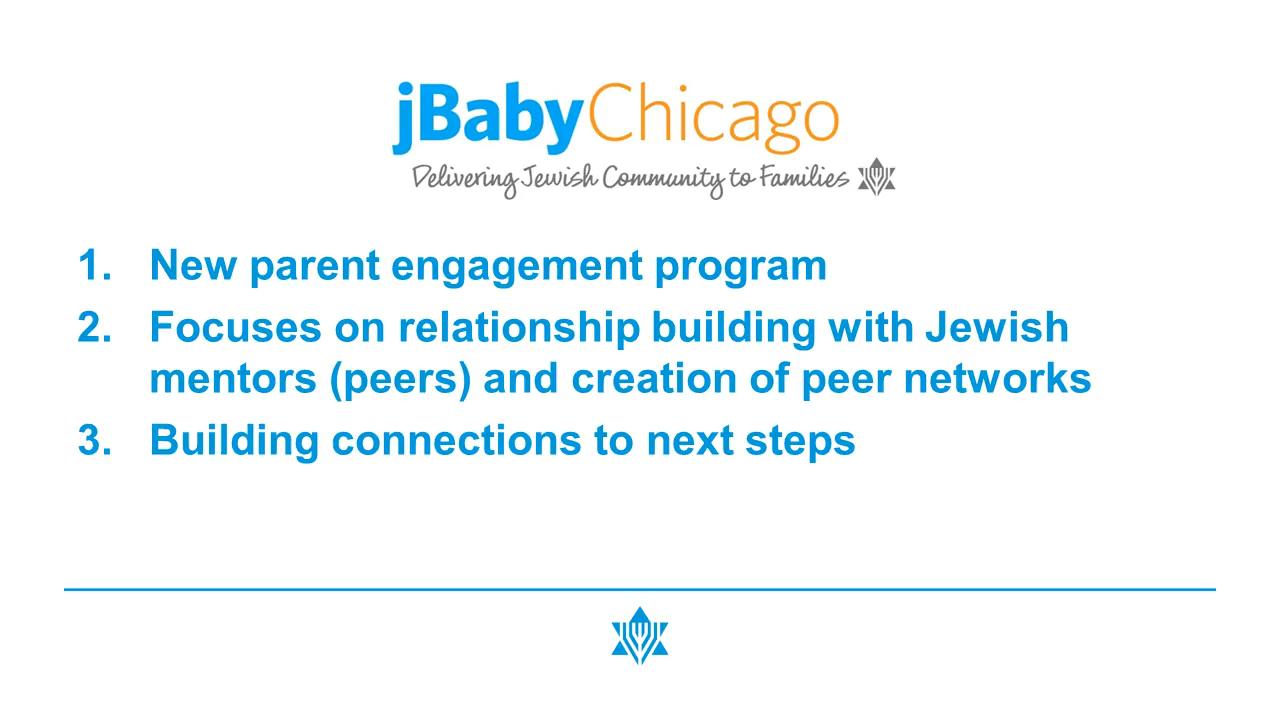 jBabyChicago
Delivering Jewish Community to Families
1. New parent engagement program
2. Focuses on relationship building with Jewish
mentors (peers) and creation of peer networks
3. Building connections to next steps